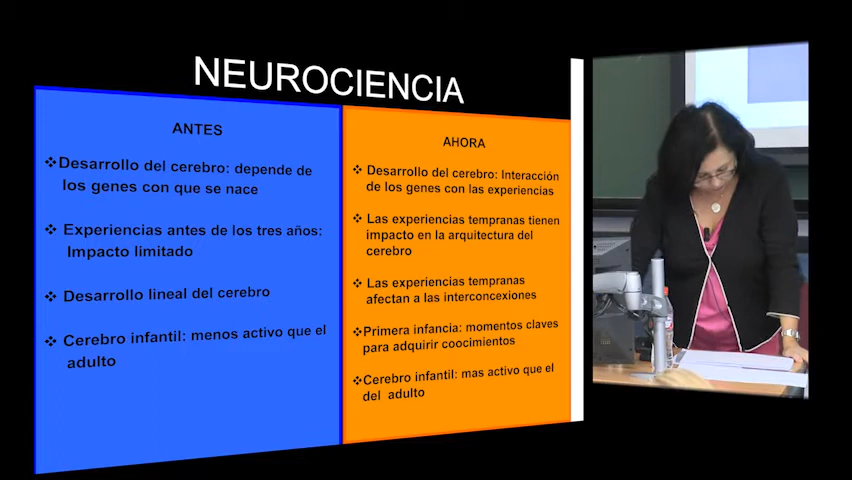 NEUROCIENCIA
ANTES
❖Desarrollo del cerebro: depende de
los genes con que se nace
❖ Experiencias antes de los tres años:
Impacto limitado
❖ Desarrollo lineal del cerebro
❖ Cerebro infantil: menos activo que el
adulto
AHORA
❖ Desarrollo del cerebro: Interacción
de los genes con las experiencias
❖ Las experiencias tempranas tienen
impacto en la arquitectura del
cerebro
❖ Las experiencias tempranas
afectan a las interconcexiones
❖Primera infancia: momentos claves
para adquirir coocimientos
❖Cerebro infantil: mas activo que el
del adulto